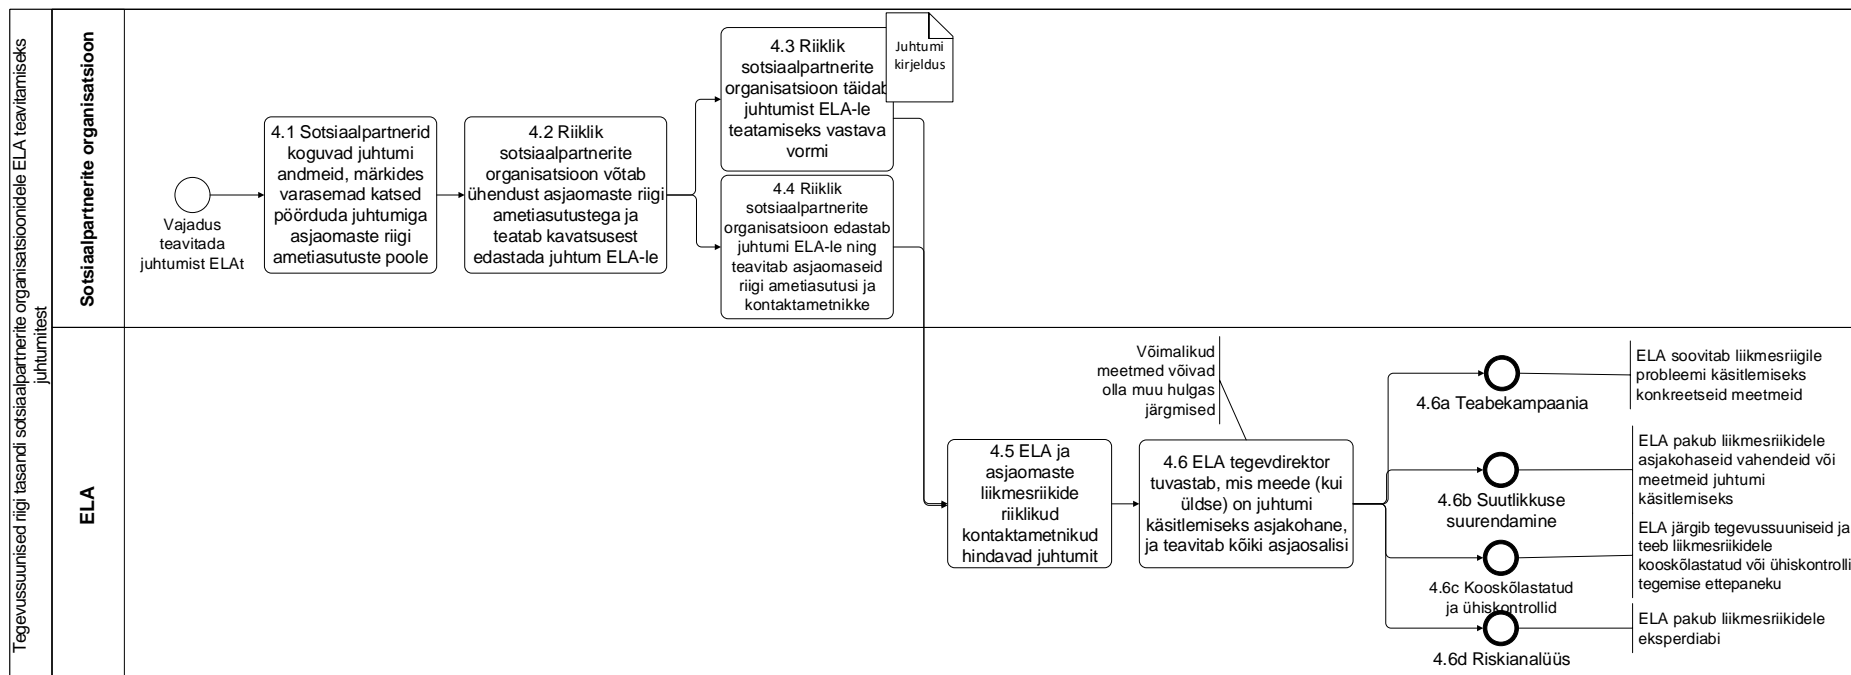 Tegevussuunised riigi tasandi sotsiaalpartnerite organisatsioonidele ELA teavitamiseks
juhtumitest
Sotsiaalpartnerite organisatsioon
Vajadus
teavitada
juhtumist ELAt
4.1 Sotsiaalpartnerid
koguvad juhtumi
andmeid, märkides
varasemad katsed
pöörduda juhtumiga
asjaomaste riigi
ametiasutuste poole
4.2 Riiklik
sotsiaalpartnerite
organisatsioon võtab
ühendust asjaomaste riigi
ametiasutustega ja
teatab kavatsusest
edastada juhtum ELA-le
4.3 Riiklik
sotsiaalpartnerite
organisatsioon täidab
juhtumist ELA-le
teatamiseks vastava
vormi
Juhtumi
kirjeldus
4.4 Riiklik
sotsiaalpartnerite
organisatsioon edastab
juhtumi ELA-le ning
teavitab asjaomaseid
riigi ametiasutusi ja
kontaktametnikke
ELA
4.5 ELA ja
asjaomaste
liikmesriikide
riiklikud
kontaktametnikud
hindavad juhtumit
Võimalikud
meetmed võivad
olla muu hulgas
järgmised
4.6 ELA tegevdirektor
tuvastab, mis meede (kui
üldse) on juhtumi
käsitlemiseks asjakohane,
ja teavitab kõiki asjaosalisi
4.6a Teabekampaania
ELA soovitab liikmesriigile
probleemi käsitlemiseks
konkreetseid meetmeid
4.6b Suutlikkuse
suurendamine
ELA pakub liikmesriikidele
asjakohaseid vahendeid või
meetmeid juhtumi
käsitlemiseks
4.6c Kooskõlastatud
ja ühiskontrollid
ELA järgib tegevussuuniseid ja
teeb liikmesriikidele
kooskõlastatud või ühiskontrolli
tegemise ettepaneku
4.6d Riskianalüüs
ELA pakub liikmesriikidele
eksperdiabi